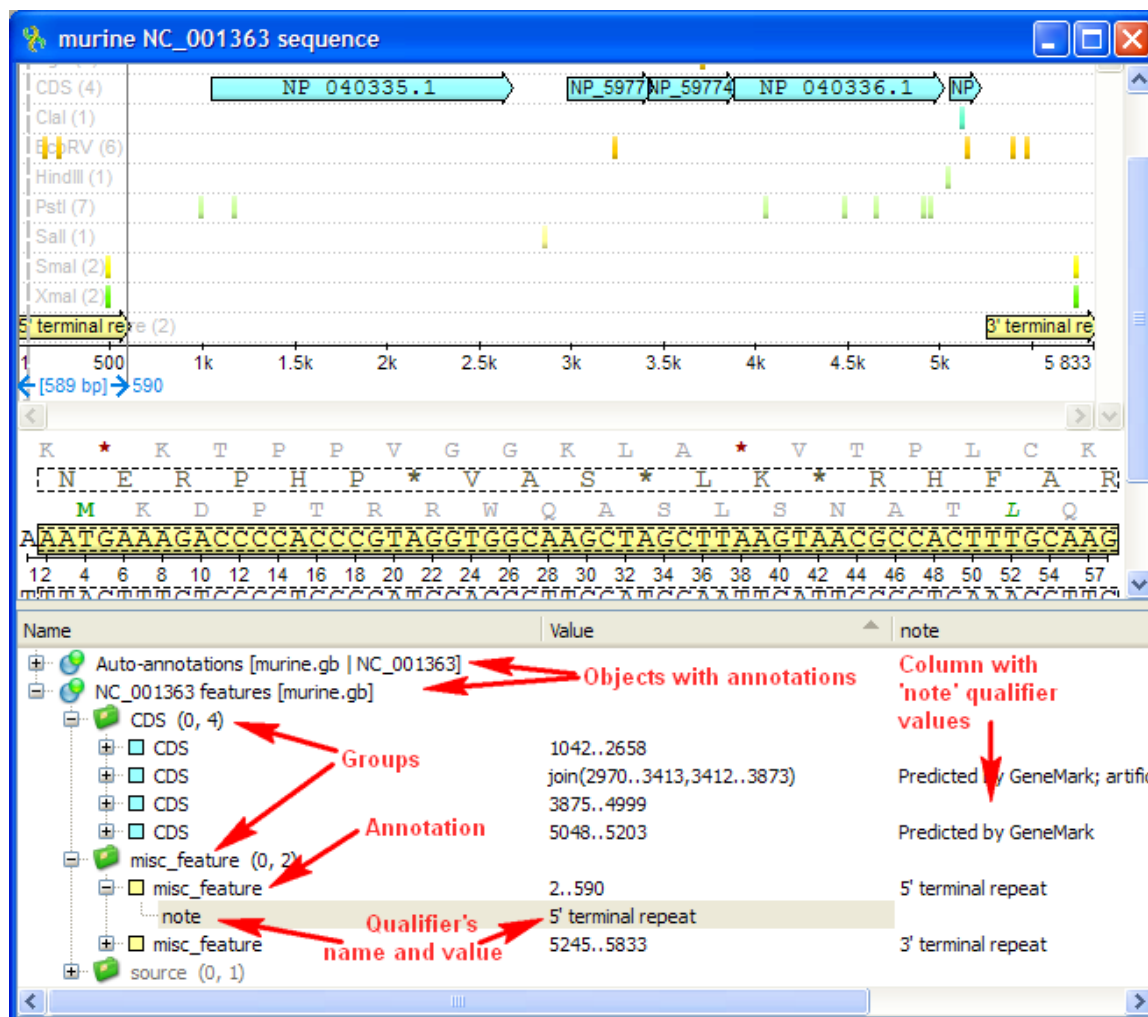 murine NC_001363 sequence
CDS (4) NP 040335.1 NP_5977 NP_59774 NP 040336.1 NP
ClaI (1)
EcoRV (6)
HindIII (1)
PstI (7)
SalI (1)
SmaI (2)
XmaI (2)
5' terminal re e (2) 3' terminal re
1 500 1k 1.5k 2k 2.5k 3k 3.5k 4k 4.5k 5k 5 833
[589 bp] 590
K * K T P P V G G K L A * V T P L C K
N E R P H P * V A S * L K * R H F A R
M K D P T R R W Q A S L S N A T L Q
AAATGAAAGACCCCACCCGTAGGTGGCAAGCTAGCTTAAGTAACGCCACTTTGCAAG
12 4 6 8 10 12 14 16 18 20 22 24 26 28 30 32 34 36 38 40 42 44 46 48 50 52 54 57
Name Value note
Auto-annotations [murine.gb | NC_001363]
Objects with annotations
Column with
'note' qualifier
values
NC_001363 features [murine.gb]
CDS (0, 4)
Groups
CDS 1042..2658
CDS join(2970..3413,3412..3873) Predicted by GeneMark; artific
CDS 3875..4999
Annotation
CDS 5048..5203 Predicted by GeneMark
misc_feature (0, 2)
misc_feature 2..590 5' terminal repeat
note 5' terminal repeat
Qualifier's
name and value
misc_feature 5245..5833 3' terminal repeat
source (0, 1)